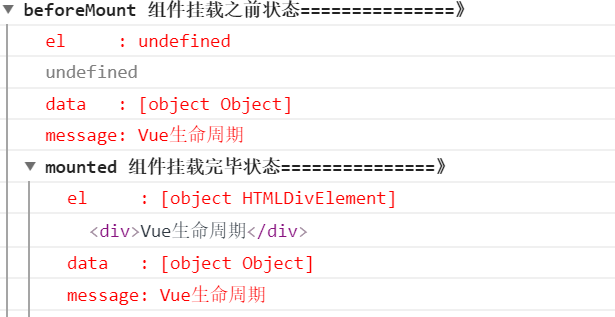 beforeMount 组件挂载之前状态===============》
el     : undefined
undefined
data   : [object Object]
message: Vue生命周期
mounted 组件挂载完毕状态===============》
el     : [object HTMLDivElement]
<div>Vue生命周期</div>
data   : [object Object]
message: Vue生命周期